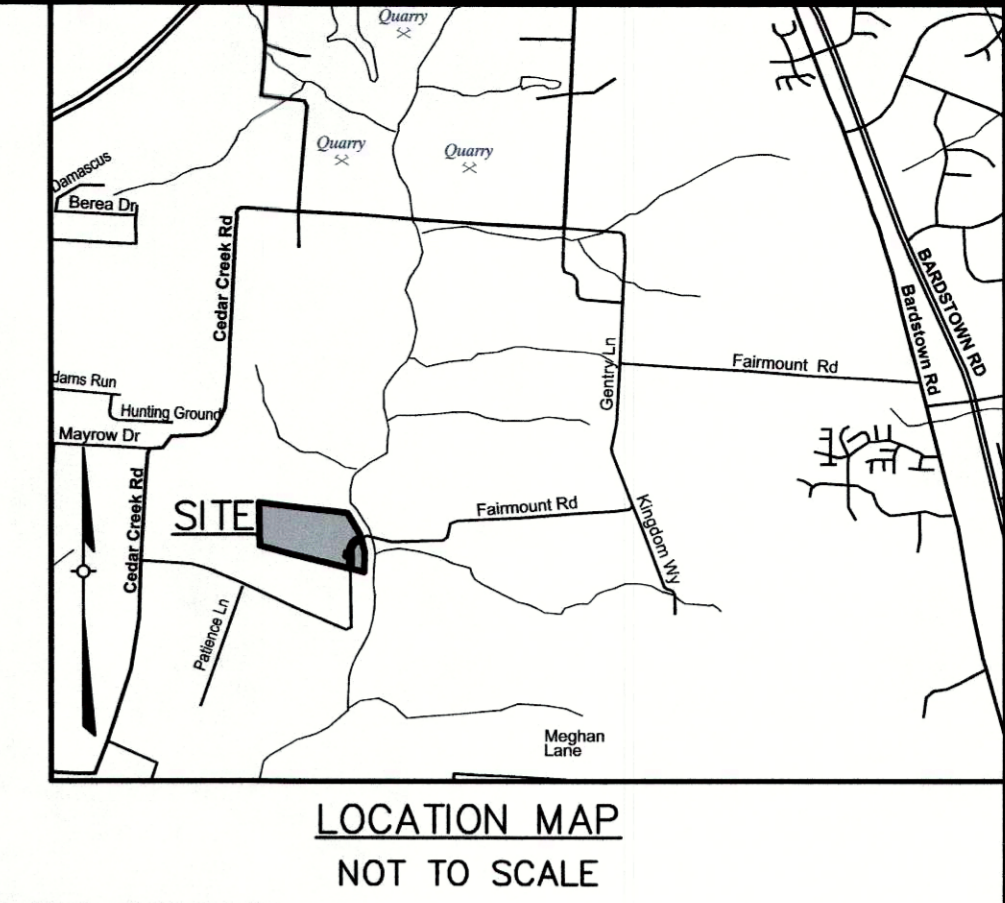 Quarry
Quarry
Quarry
Damascus
Berea Dr
Cedar Creek Rd
BARDSTOWN RD
Bardstown Rd
Gentry Ln
Fairmount Rd
dams Run
Hunting Ground
Mayrow Dr
Cedar Creek Rd
SITE
Fairmount Rd
Kingdom Wy
Patience Ln
Meghan
Lane
LOCATION MAP
NOT TO SCALE